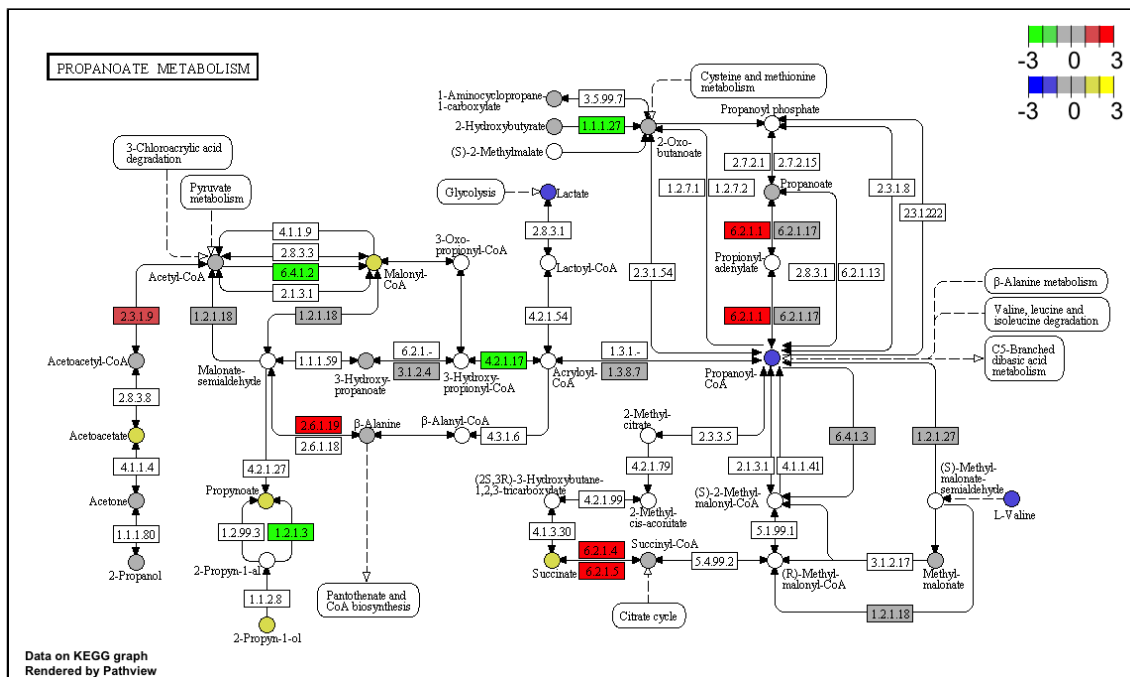 PROPANOATE METABOLISM
-3 0 3
-3 0 3
Cysteine and methionine
metabolism
1-Aminocyclopropane
1-carboxylate
3.5.99.7
Propanoyl phosphate
2-Hydroxybutyrate
1.1.1.27
2-Oxo-
butanoate
(S)-2-Methylmalate
3-Chloroacrylic acid
degradation
2.7.2.1
2.7.2.15
Pyruvate
metabolism
Glycolysis
Lactate
1.2.7.1
1.2.7.2
Propanoate
2.3.1.8
2.3.1.222
4.1.1.9
2.8.3.3
3-Oxo-
propionyl-CoA
2.8.3.1
6.2.1.1
6.2.1.17
Acetyl-CoA
6.4.1.2
Malonyl-
CoA
Lactoyl-CoA
2.3.1.54
Propionyl-
adenylate
2.8.3.1
6.2.1.13
2.1.3.1
β-Alanine metabolism
2.3.1.9
1.2.1.18
1.2.1.18
4.2.1.54
6.2.1.1
6.2.1.17
Valine, leucine and
isoleucine degradation
Acetoacetyl-CoA
Malonate-
semialdehyde
1.1.1.59
6.2.1.-
3.1.2.4
4.2.1.17
1.3.1.-
1.3.8.7
3-Hydroxy-
propanoate
3-Hydroxy-
propionyl-CoA
Acryloyl-
CoA
Propanoyl-
CoA
C5-Branched
dibasic acid
metabolism
2.8.3.8
2.6.1.19
2.6.1.18
β-Alanine
β-Alanyl-CoA
4.3.1.6
2-Methyl-
citrate
2.3.3.5
6.4.1.3
1.2.1.27
Acetoacetate
4.1.1.4
4.2.1.27
4.2.1.79
2.1.3.1
4.1.1.41
(S)-Methyl-
malonate-
semialdehyde
Acetone
Propynoate
(2S,3R)-3-Hydroxybutane-
1,2,3-tricarboxylate
4.2.1.99
2-Methyl-
cis-aconitate
(S)-2-Methyl-
malonyl-CoA
L-Valine
1.1.1.80
1.2.99.3
1.2.1.3
4.1.3.30
5.1.99.1
2-Propanol
2-Propyn-1-al
Succinate
6.2.1.4
6.2.1.5
Succinyl-CoA
5.4.99.2
(R)-Methyl-
malonyl-CoA
3.1.2.17
Methyl-
malonate
1.1.2.8
Pantothenate and
CoA biosynthesis
Citrate cycle
1.2.1.18
2-Propyn-1-ol
Data on KEGG graph
Rendered by Pathview